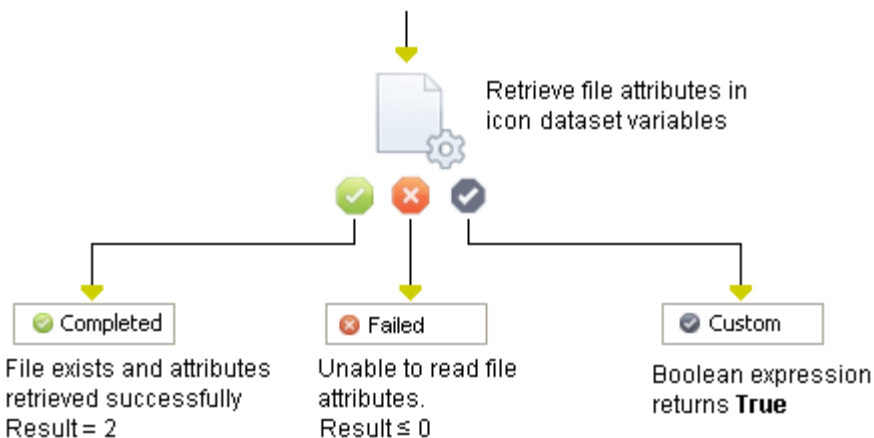 Retrieve file attributes in
icon dataset variables
Completed
File exists and attributes
retrieved successfully
Result = 2
Failed
Unable to read file
attributes.
Result ≤ 0
Custom
Boolean expression
returns True